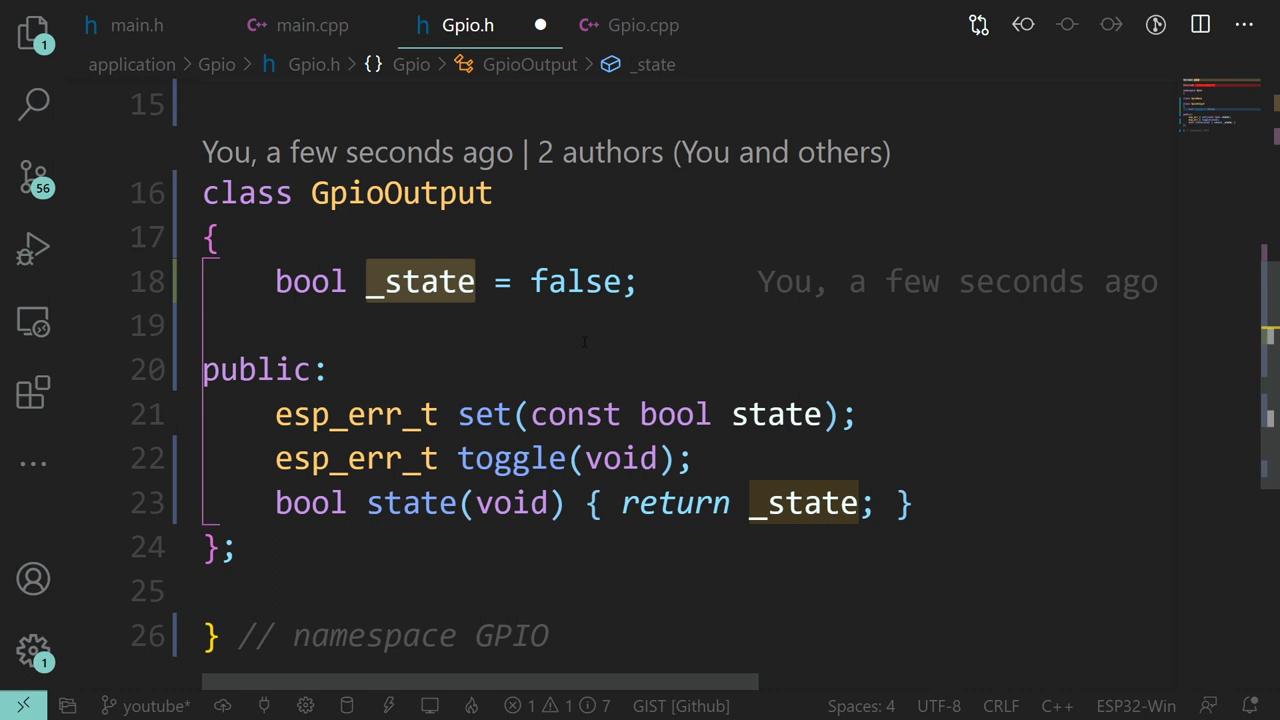 main.h main.cpp Gpio.h Gpio.cpp
application > Gpio > Gpio.h > {} Gpio > GpioOutput > _state
15
You, a few seconds ago | 2 authors (You and others)
16 class GpioOutput
17 {
18 bool _state = false; You, a few seconds ago
19
20 public:
21 esp_err_t set(const bool state);
22 esp_err_t toggle(void);
23 bool state(void) { return _state; }
24 };
25
26 } // namespace GPIO
1
56
1
youtube* 1 1 7 GIST [Github] Spaces: 4 UTF-8 CRLF C++ ESP32-Win